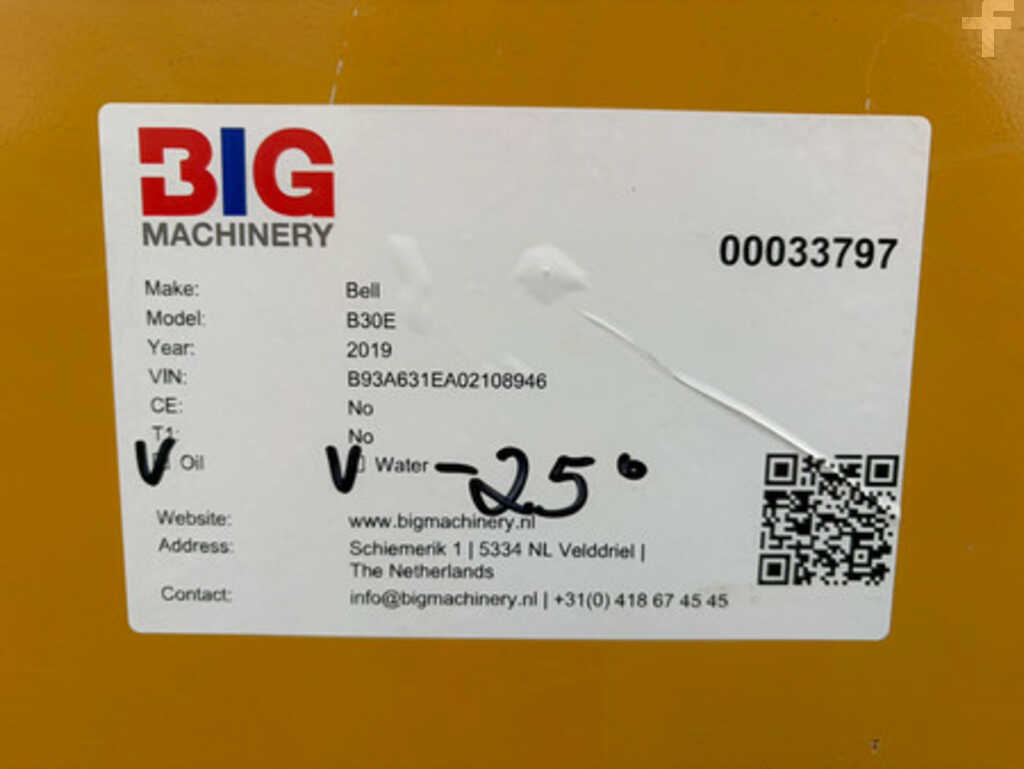 BIG
MACHINERY
00033797
Make: Bell
Model: B30E
Year: 2019
VIN: B93A631EA02108946
CE: No
T1: No
V Oil V Water -25°
Website: www.bigmachinery.nl
Address: Schiemerik 1 | 5334 NL Velddriel |
The Netherlands
Contact: info@bigmachinery.nl | +31(0) 418 67 45 45
f